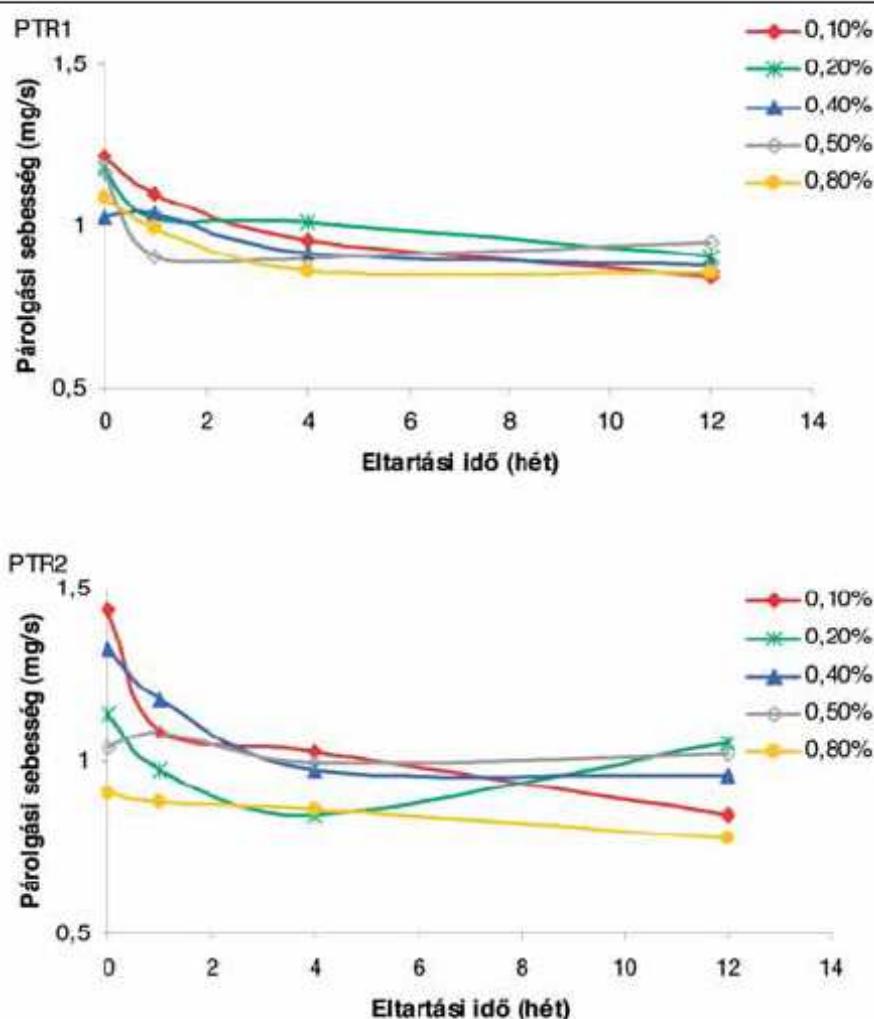 PTR1
0,10%
0,20%
0,40%
0,50%
0,80%
Párolgási sebesség (mg/s)
1,5
1
0,5
0 2 4 6 8 10 12 14
Eltartási idő (hét)
PTR2
0,10%
0,20%
0,40%
0,50%
0,80%
Párolgási sebesség (mg/s)
1,5
1
0,5
0 2 4 6 8 10 12 14
Eltartási idő (hét)